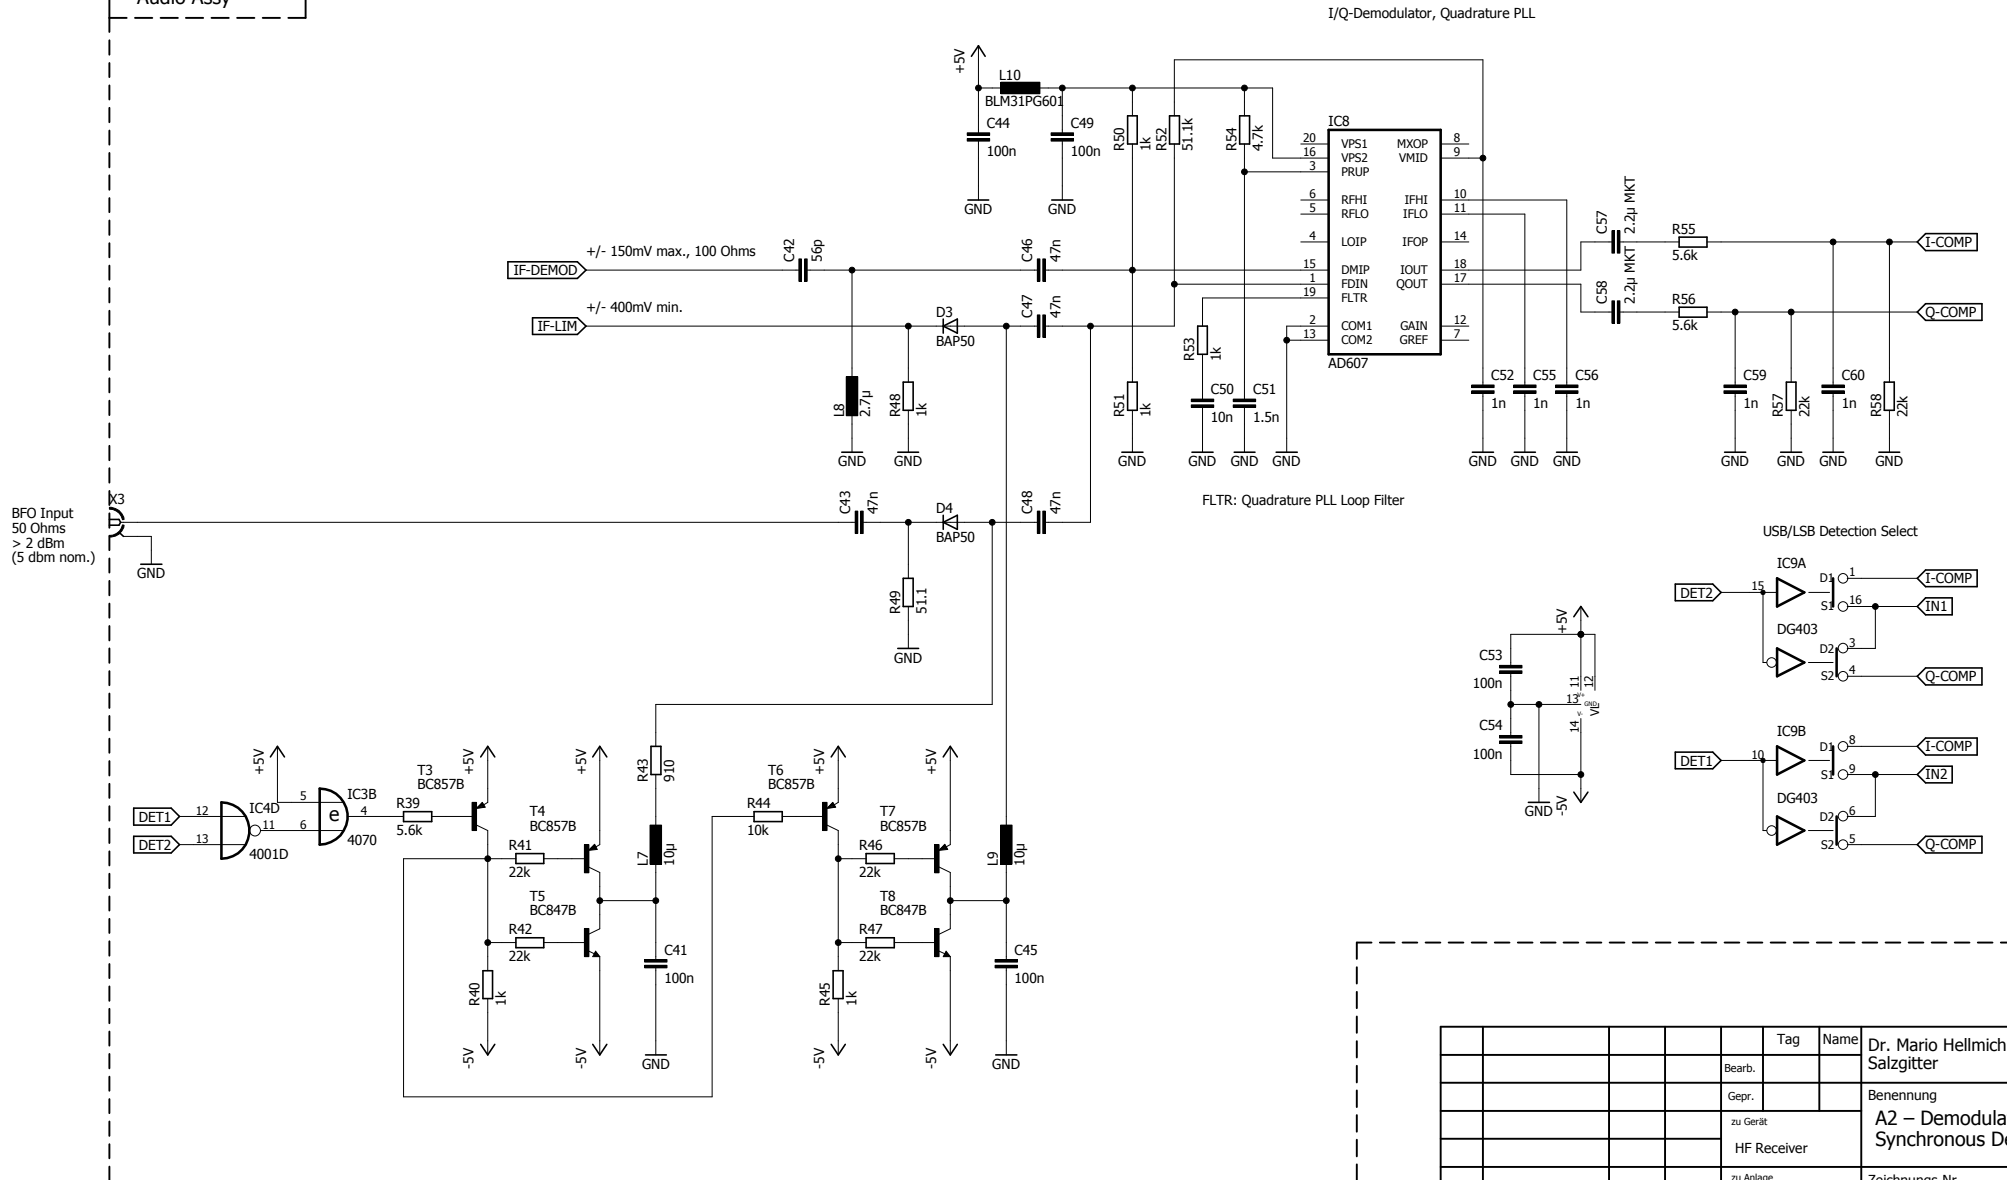 Audio Assy
I/Q-Demodulator, Quadrature PLL
+5V
L10
BLM31PG601
C44
100n
C49
100n
R50
1k
R52
51.1k
R54
4.7k
GND
GND
IC8
20 VPS1 MXOP 8
16 VPS2 VMID 9
3 PRUP
6 RFHI IFHI 10
5 RFLO IFLO 11
4 LOIP IFOP 14
15 DMIP IOUT 18
1 FDIN QOUT 17
19 FLTR
2 COM1 GAIN 12
13 COM2 GREF 7
AD607
C57
2.2µ MKT
R55
5.6k
I-COMP
C58
2.2µ MKT
R56
5.6k
Q-COMP
IF-DEMOD
+/- 150mV max., 100 Ohms
C42
56p
C46
47n
IF-LIM
+/- 400mV min.
D3
BAP50
C47
47n
L8
2.7µ
R48
1k
R51
1k
R53
1k
C50
10n
C51
1.5n
C52
1n
C55
1n
C56
1n
C59
1n
R57
22k
C60
1n
R58
22k
GND GND GND GND GND GND GND GND GND GND GND GND GND
FLTR: Quadrature PLL Loop Filter
X3
BFO Input
50 Ohms
> 2 dBm
(5 dbm nom.)
GND
C43
47n
D4
BAP50
C48
47n
R49
51.1
GND
USB/LSB Detection Select
IC9A
DET2 15
D1 1 I-COMP
S1 16 IN1
DG403
D2 3
S2 4 Q-COMP
IC9B
DET1 10
D1 8 I-COMP
S1 9 IN2
DG403
D2 6
S2 5 Q-COMP
+5V
C53
100n
C54
100n
11
12
13
14
V+
GND
V-
VL
GND
-5V
DET1 12
DET2 13
IC4D
11
4001D
+5V
5
6
IC3B
e
4
4070
R39
5.6k
T3
BC857B
+5V
R41
22k
T4
BC857B
+5V
R42
22k
T5
BC847B
R40
1k
-5V
-5V
R43
910
L7
10µ
C41
100n
GND
R44
10k
T6
BC857B
+5V
R46
22k
T7
BC857B
+5V
R47
22k
T8
BC847B
R45
1k
-5V
-5V
L9
10µ
C45
100n
GND
Tag Name
Dr. Mario Hellmich
Salzgitter
Bearb.
Gepr.
Benennung
zu Gerät
HF Receiver
A2 – Demodula
Synchronous De
zu Anlage
Zeichnungs-Nr